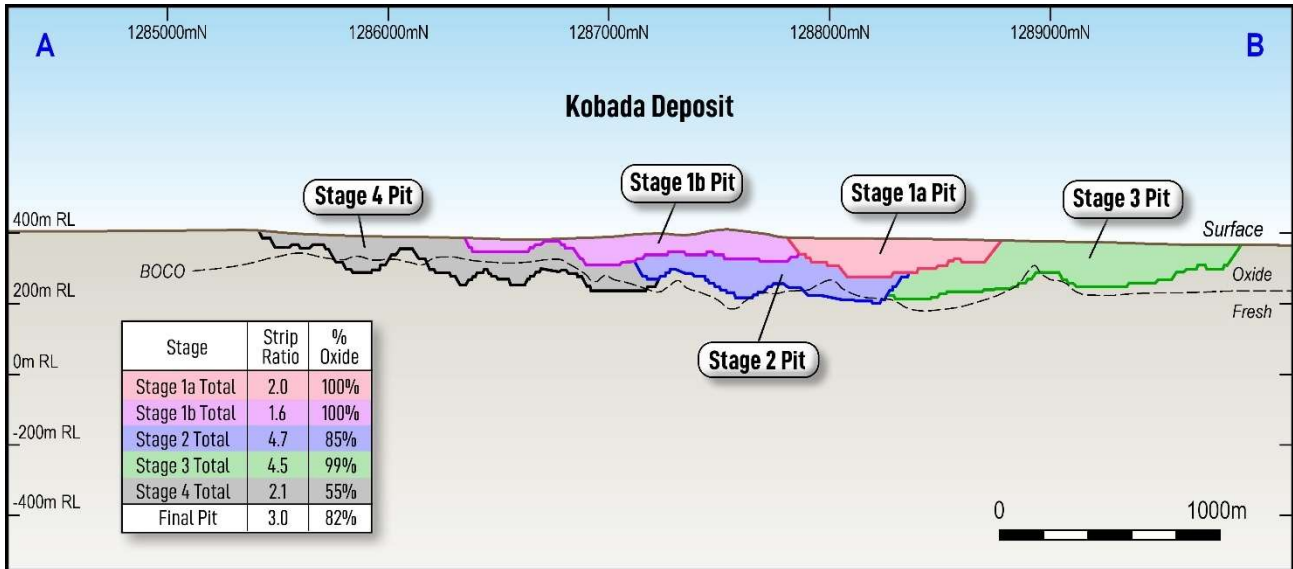 1285000mN 1286000mN 1287000mN 1288000mN 1289000mN
A B
Kobada Deposit
Stage 4 Pit Stage 1b Pit Stage 1a Pit Stage 3 Pit
400m RL Surface
BOCO Oxide
200m RL Fresh
Stage 2 Pit
0m RL
-200m RL
-400m RL
Stage Strip Ratio % Oxide
Stage 1a Total 2.0 100%
Stage 1b Total 1.6 100%
Stage 2 Total 4.7 85%
Stage 3 Total 4.5 99%
Stage 4 Total 2.1 55%
Final Pit 3.0 82%
0 1000m